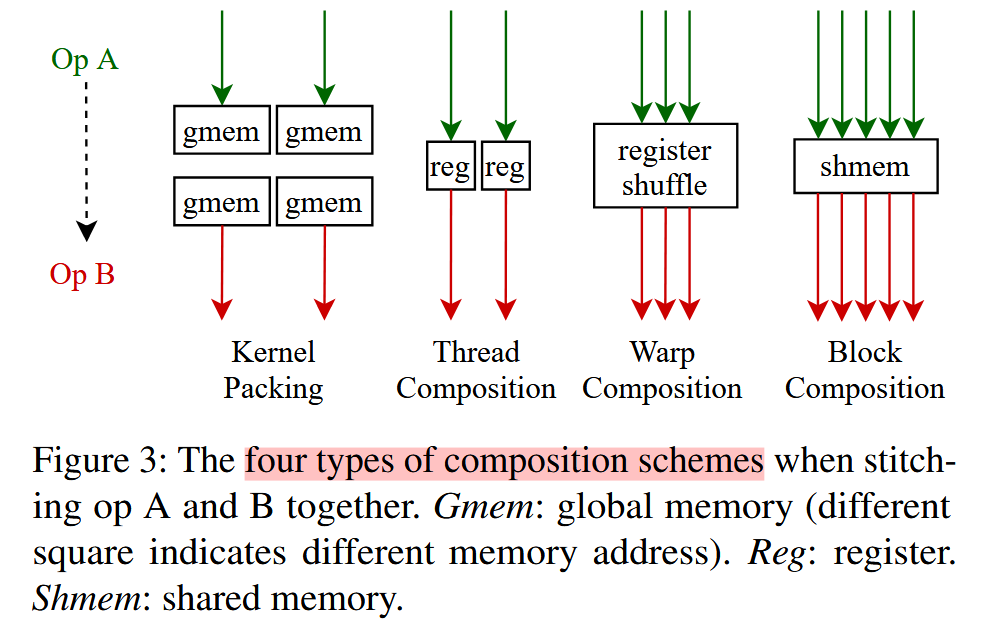 Op A
gmem gmem
reg reg
register
shuffle
shmem
gmem gmem
Op B
Kernel
Packing
Thread
Composition
Warp
Composition
Block
Composition
Figure 3: The four types of composition schemes when stitch-
ing op A and B together. Gmem: global memory (different
square indicates different memory address). Reg: register.
Shmem: shared memory.